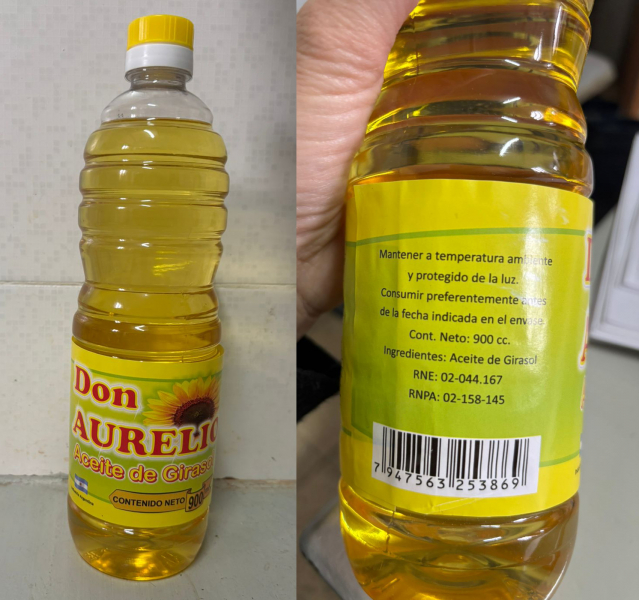 Don
AURELIO
Aceite de Girasol
CONTENIDO NETO 900
Mantener a temperatura ambiente
y protegido de la luz.
Consumir preferentemente antes
de la fecha indicada en el envase
Cont. Neto: 900 cc.
Ingredientes: Aceite de Girasol
RNE: 02-044.167
RNPA: 02-158-145
7 947563 253869